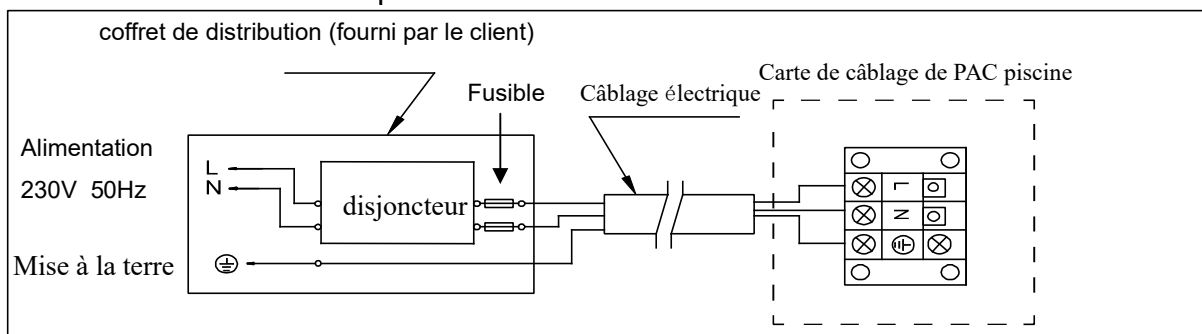 coffret de distribution (fourni par le client)
Carte de câblage de PAC piscine
Fusible
Câblage électrique
Alimentation
230V 50Hz
L
N
disjoncteur
Mise à la terre
L
N